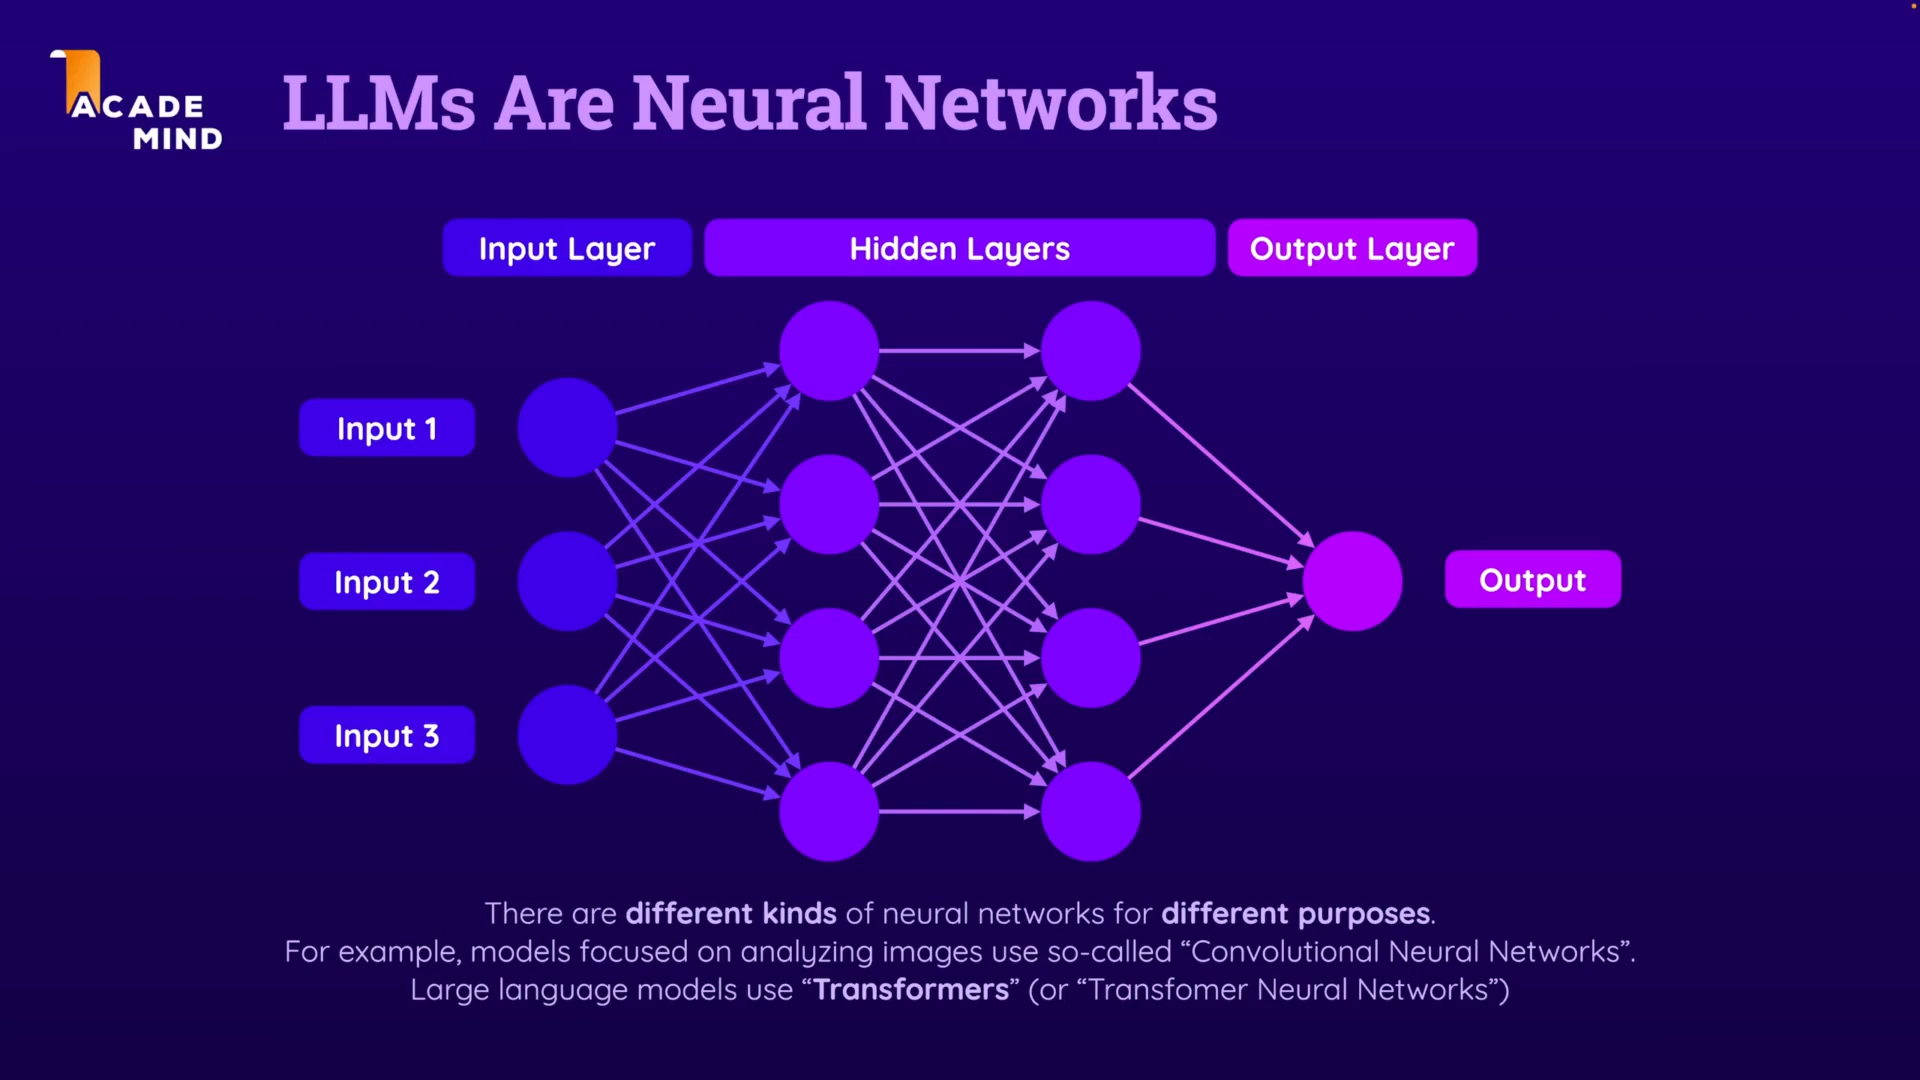 ACADE
MIND
LLMs Are Neural Networks
Input Layer
Hidden Layers
Output Layer
Input 1
Input 2
Input 3
Output
There are different kinds of neural networks for different purposes.
For example, models focused on analyzing images use so-called “Convolutional Neural Networks”.
Large language models use “Transformers” (or “Transfomer Neural Networks”)